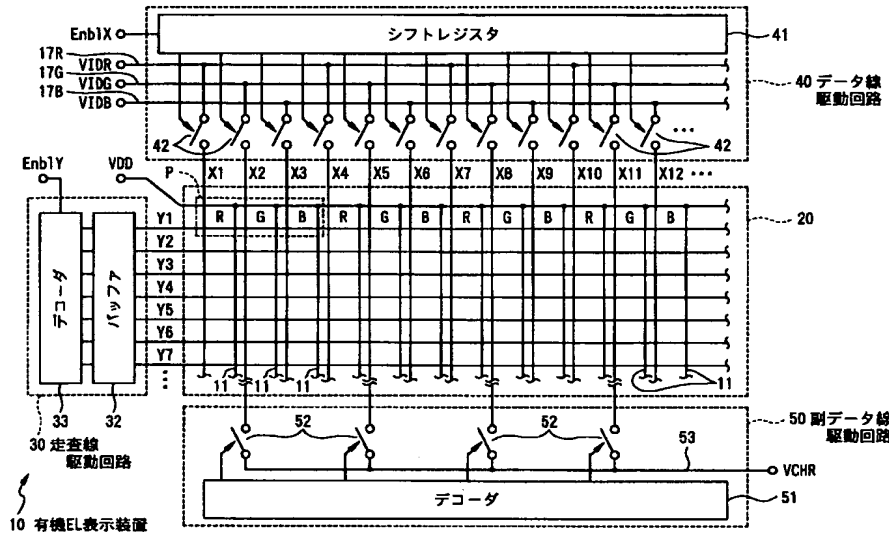 EnblX
シフトレジスタ
41
17R
VIDR
17G
VIDG
17B
VIDB
40 データ線
駆動回路
42
42
EnblY
VDD
P
X1 X2 X3 X4 X5 X6 X7 X8 X9 X10 X11 X12 ・・・
・・・
20
R G B R G B R G B R G B
Y1
Y2
Y3
Y4
Y5
Y6
Y7
⋮
デコーダ
バッファ
11 11 11 11
33 32
30 走査線
駆動回路
52 52
50 副データ線
駆動回路
53
VCHR
デコーダ
51
10 有機EL表示装置